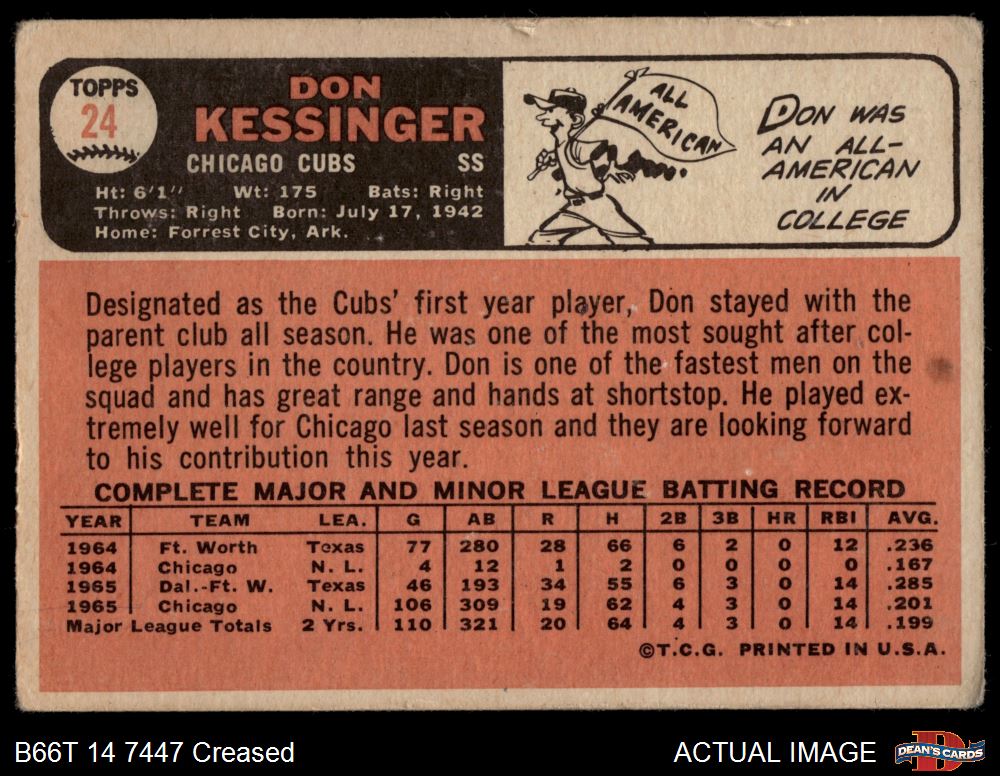 TOPPS
24
DON
KESSINGER
CHICAGO CUBS SS
Ht: 6'1" Wt: 175 Bats: Right
Throws: Right Born: July 17, 1942
Home: Forrest City, Ark.
ALL
AMERICAN
DON WAS
AN ALL-
AMERICAN
IN
COLLEGE
Designated as the Cubs' first year player, Don stayed with the
parent club all season. He was one of the most sought after col-
lege players in the country. Don is one of the fastest men on the
squad and has great range and hands at shortstop. He played ex-
tremely well for Chicago last season and they are looking forward
to his contribution this year.
COMPLETE MAJOR AND MINOR LEAGUE BATTING RECORD
YEAR TEAM LEA. G AB R H 2B 3B HR RBI AVG.
1964 Ft. Worth Texas 77 280 28 66 6 2 0 12 .236
1964 Chicago N. L. 4 12 1 2 0 0 0 0 .167
1965 Dal.-Ft. W. Texas 46 193 34 55 6 3 0 14 .285
1965 Chicago N. L. 106 309 19 62 4 3 0 14 .201
Major League Totals 2 Yrs. 110 321 20 64 4 3 0 14 .199
©T.C.G. PRINTED IN U.S.A.
B66T 14 7447 Creased
ACTUAL IMAGE
DEAN'S CARDS